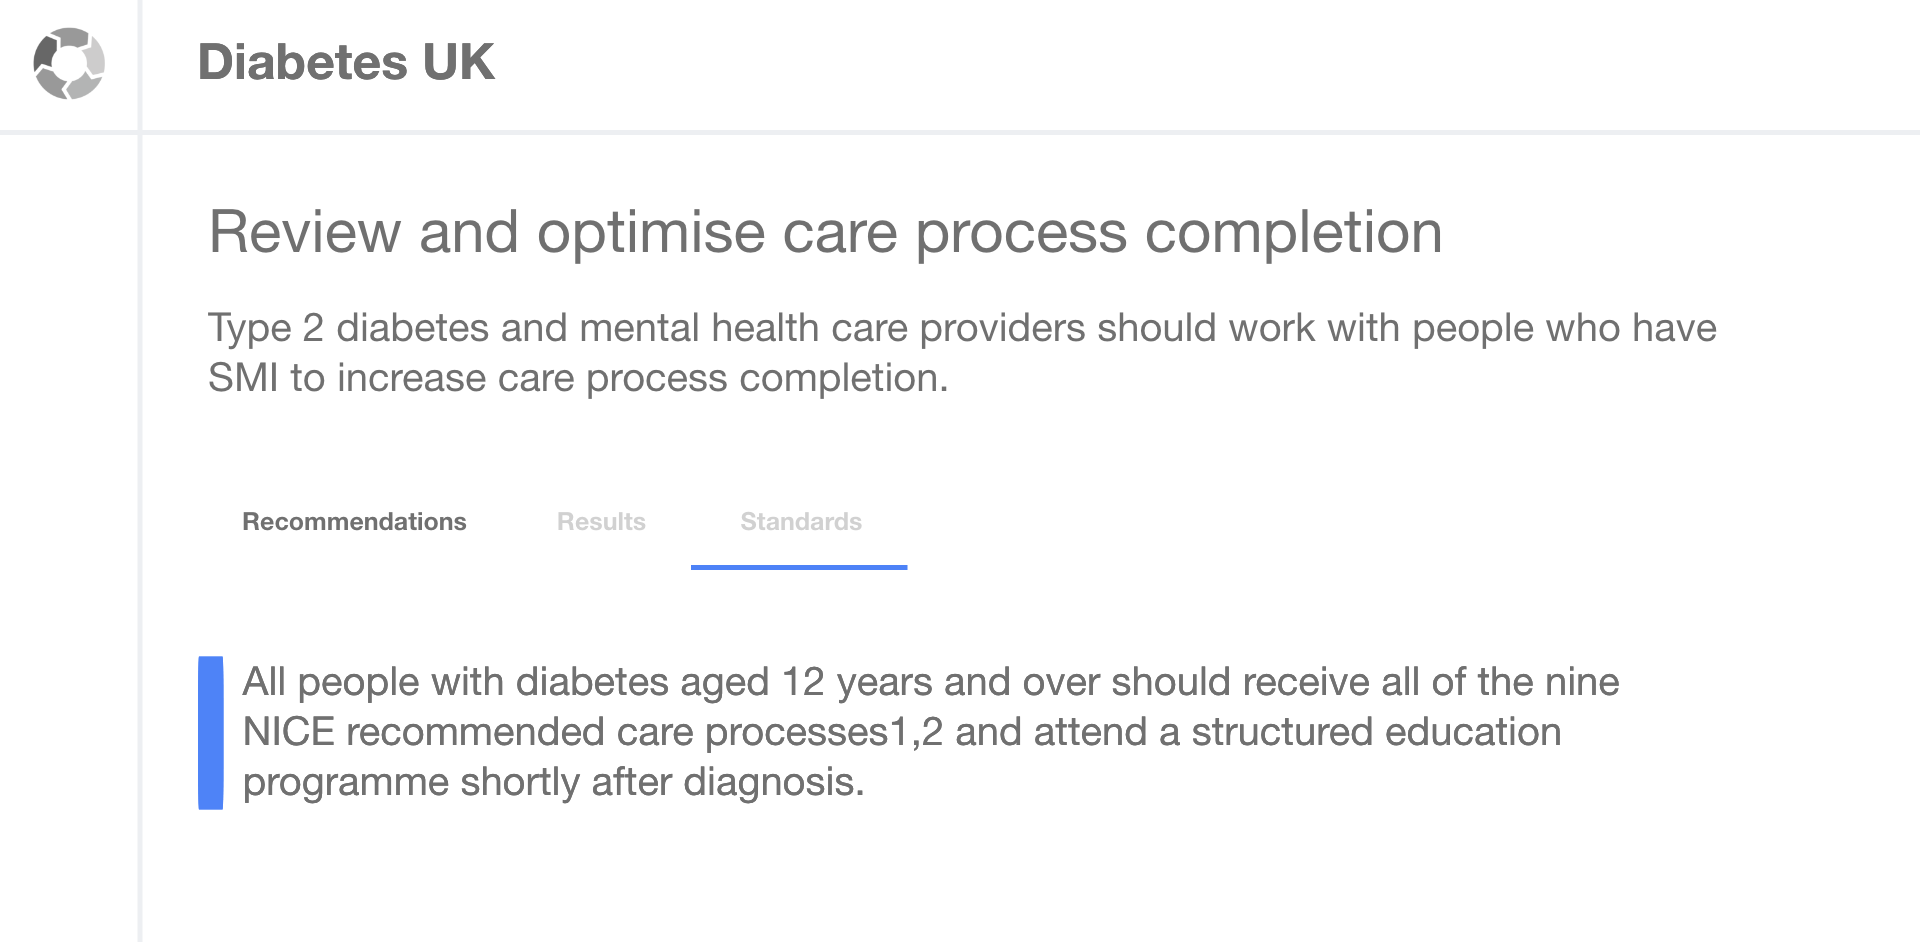 Diabetes UK
Review and optimise care process completion
Type 2 diabetes and mental health care providers should work with people who have
SMI to increase care process completion.
Recommendations Results Standards
All people with diabetes aged 12 years and over should receive all of the nine
NICE recommended care processes1,2 and attend a structured education
programme shortly after diagnosis.